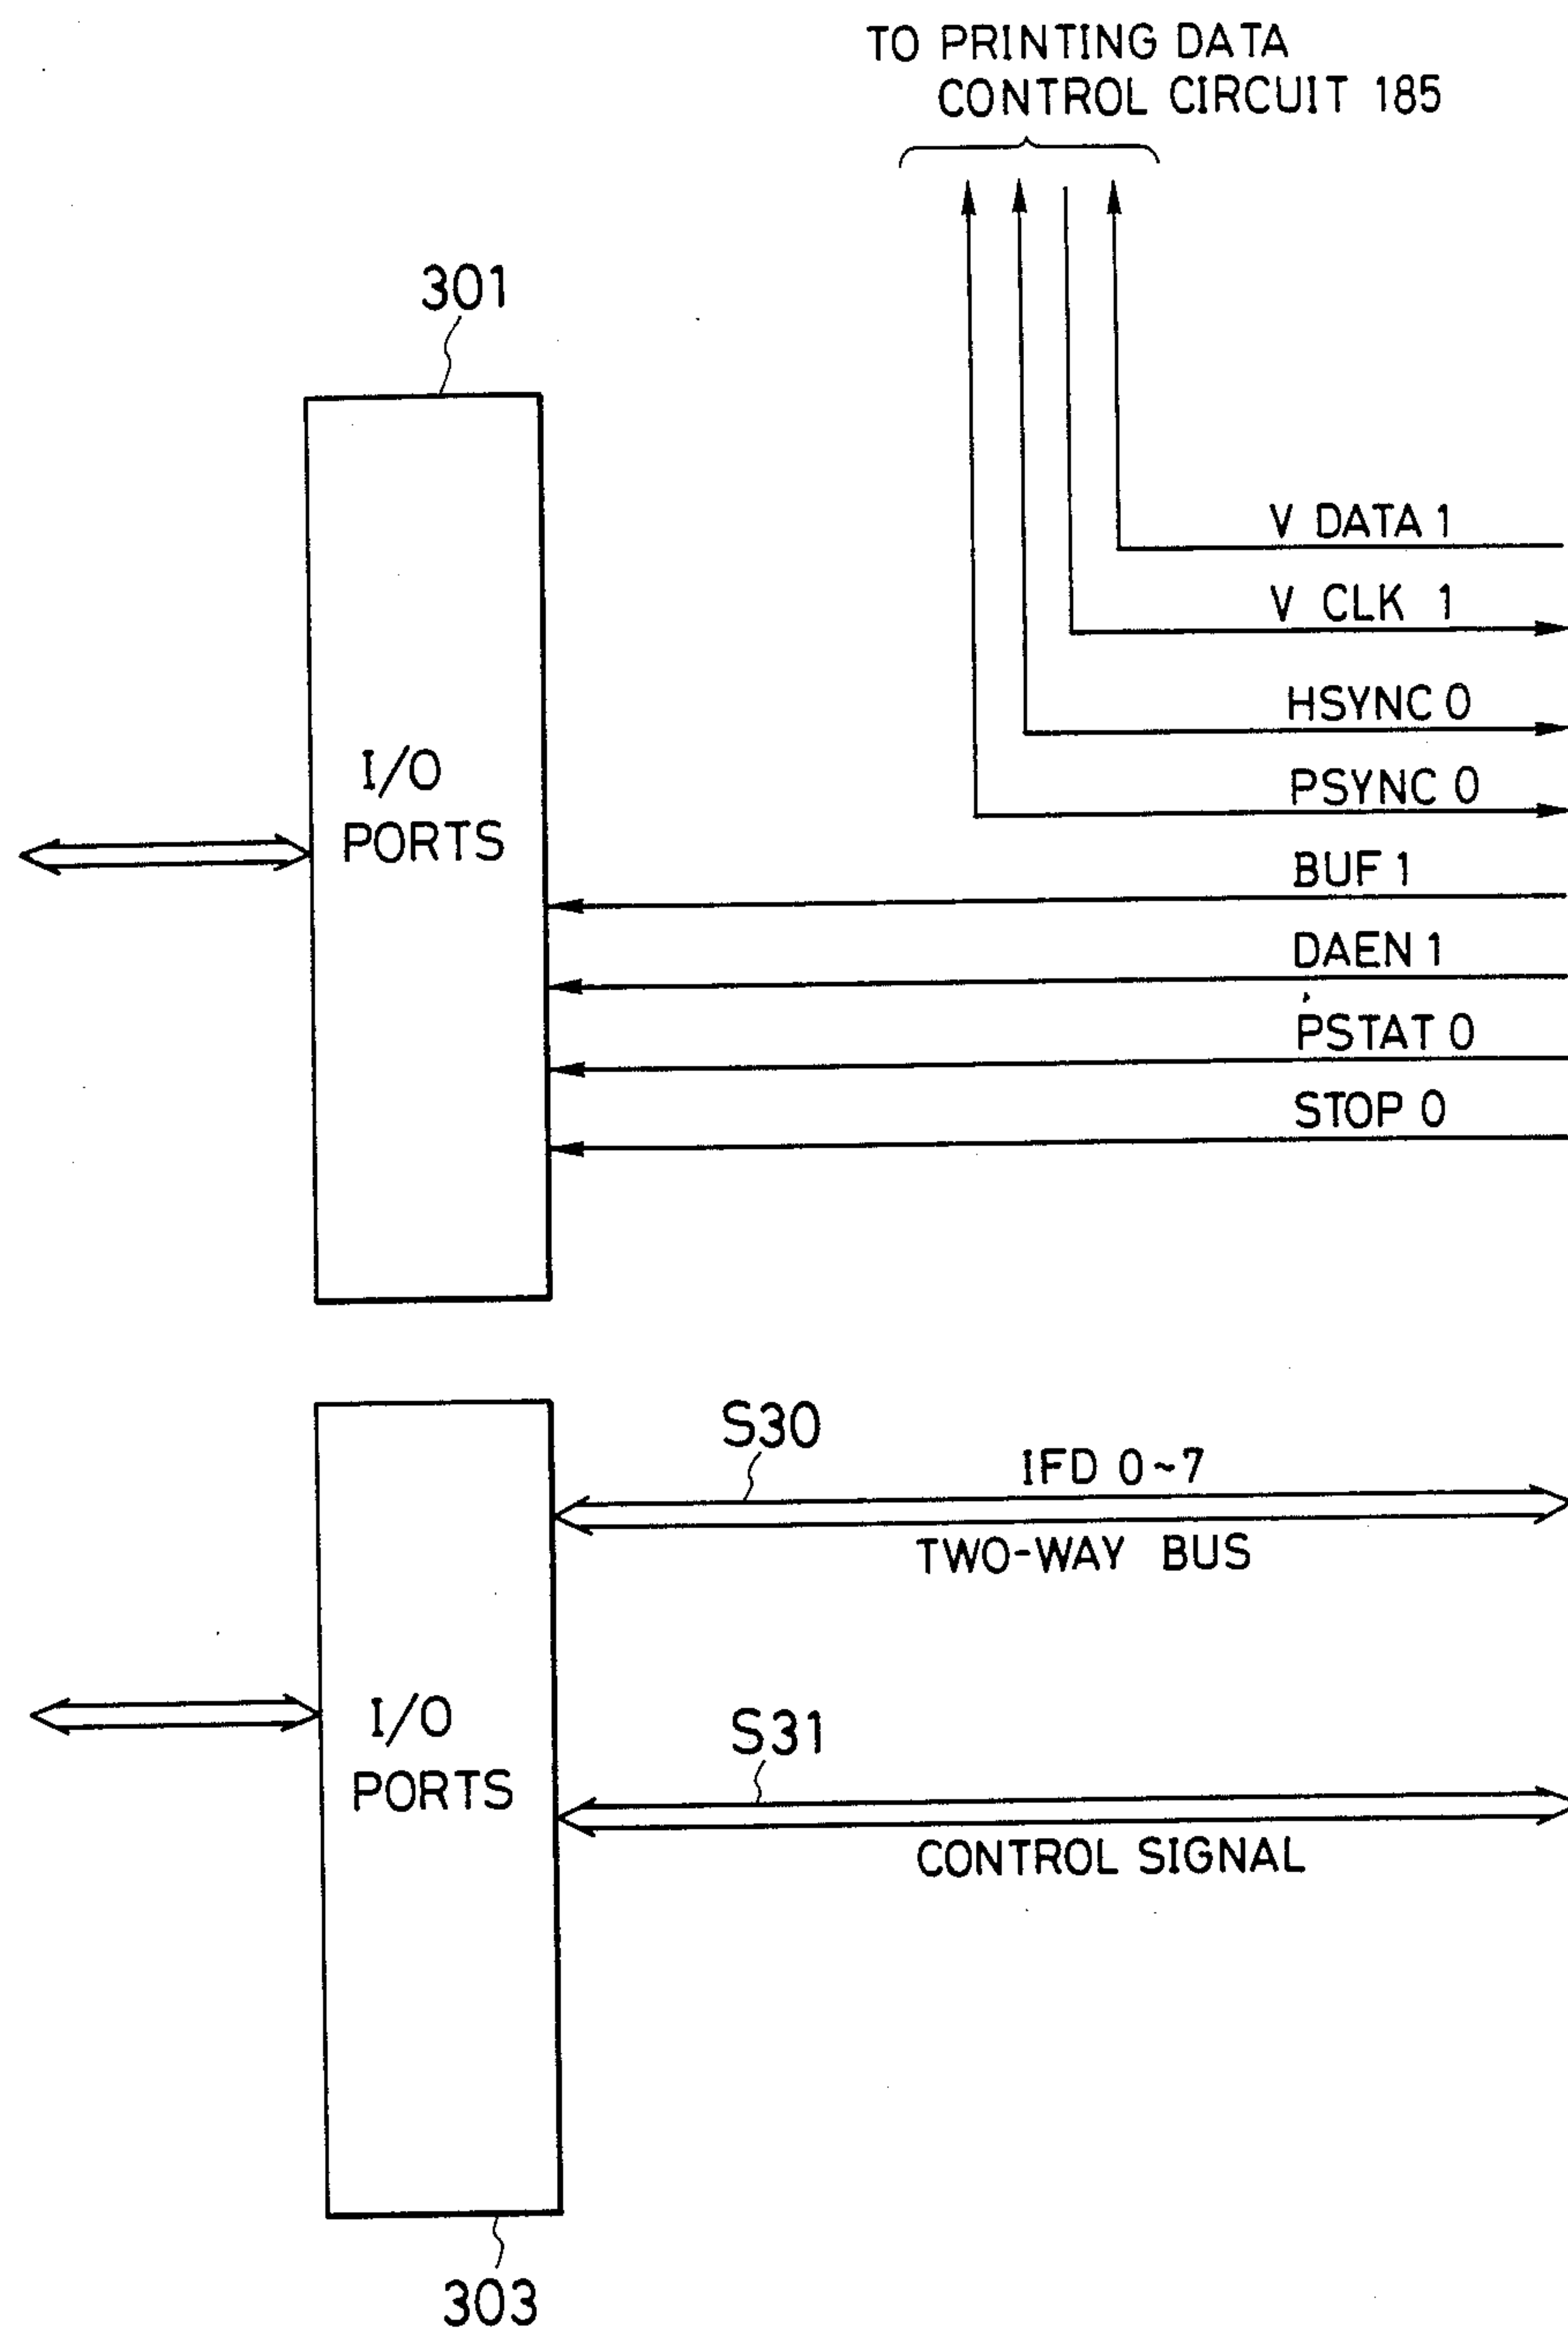 TO PRINTING DATA
CONTROL CIRCUIT 185
301
V DATA 1
V CLK 1
HSYNC 0
PSYNC 0
I/O
PORTS
BUF 1
DAEN 1
PSTAT 0
STOP 0
S30
IFD 0~7
TWO-WAY BUS
I/O
PORTS
S31
CONTROL SIGNAL
303